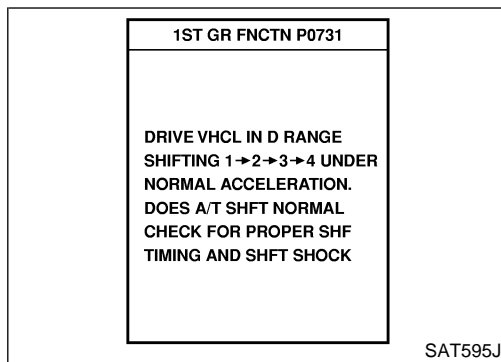 1ST GR FNCTN P0731
DRIVE VHCL IN D RANGE
SHIFTING 1→2→3→4 UNDER
NORMAL ACCELERATION.
DOES A/T SHFT NORMAL
CHECK FOR PROPER SHF
TIMING AND SHFT SHOCK
SAT595J